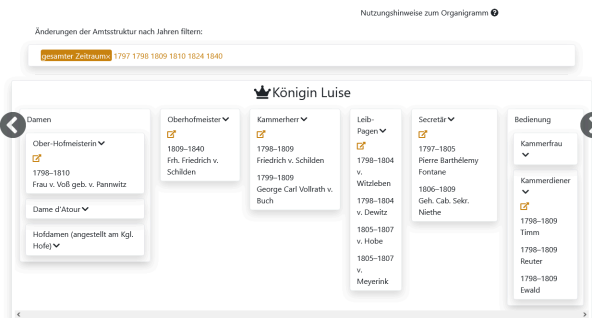 Nutzungshinweise zum Organigramm
Änderungen der Amtsstruktur nach Jahren filtern:
gesamter Zeitraum× 1797 1798 1809 1810 1824 1840
Königin Luise
Damen
Ober-Hofmeisterin
1798–1810
Frau v. Voß geb. v. Pannwitz
Dame d'Atour
Hofdamen (angestellt am Kgl.
Hofe)
Oberhofmeister
1809–1840
Frh. Friedrich v.
Schilden
Kammerherr
1798–1809
Friedrich v. Schilden
1799–1809
George Carl Vollrath v.
Buch
Leib-
Pagen
1798–1804
v.
Witzleben
1798–1804
v. Dewitz
1805–1807
v. Hobe
1805–1807
v.
Meyerink
Secretär
1797–1805
Pierre Barthélemy
Fontane
1806–1809
Geh. Cab. Sekr.
Niethe
Bedienung
Kammerfrau
Kammerdiener
1798–1809
Timm
1798–1809
Reuter
1798–1809
Ewald